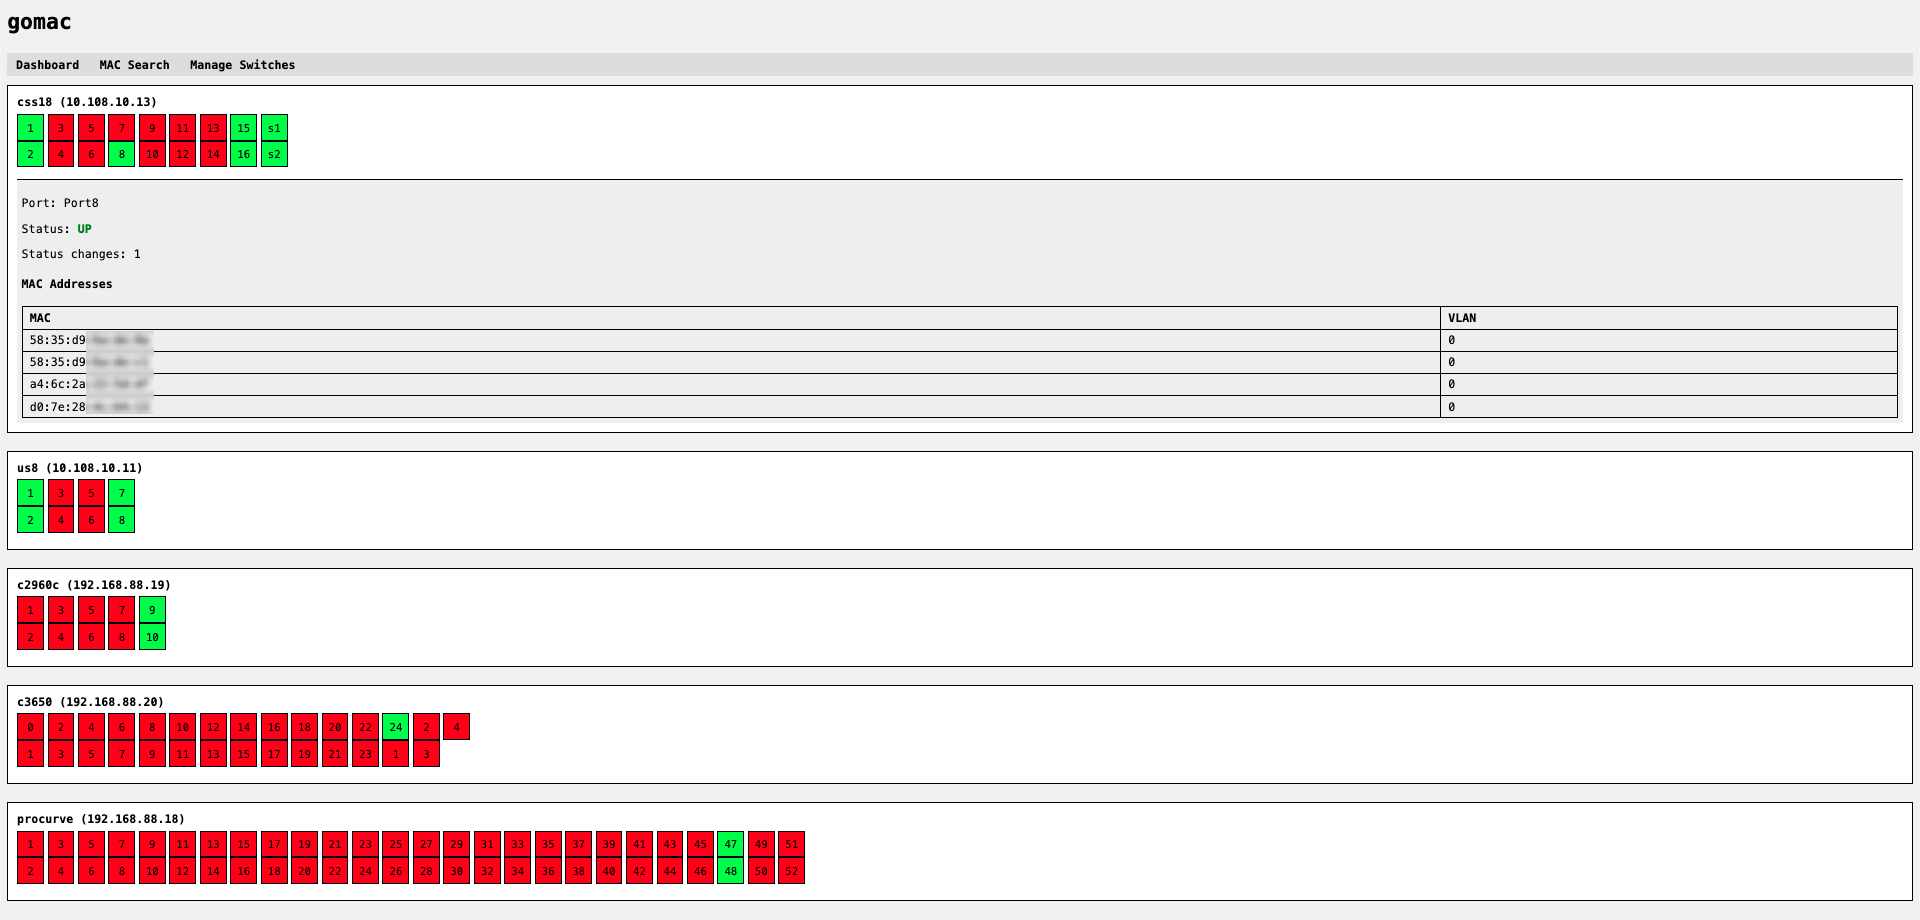 gomac
Dashboard MAC Search Manage Switches
css18 (10.108.10.13)
1 3 5 7 9 11 13 15 s1
2 4 6 8 10 12 14 16 s2
Port: Port8
Status: UP
Status changes: 1
MAC Addresses
MAC VLAN
58:35:d9 0
58:35:d9 0
a4:6c:2a 0
d0:7e:28 0
us8 (10.108.10.11)
1 3 5 7
2 4 6 8
c2960c (192.168.88.19)
1 3 5 7 9
2 4 6 8 10
c3650 (192.168.88.20)
0 2 4 6 8 10 12 14 16 18 20 22 24 2 4
1 3 5 7 9 11 13 15 17 19 21 23 1 3
procurve (192.168.88.18)
1 3 5 7 9 11 13 15 17 19 21 23 25 27 29 31 33 35 37 39 41 43 45 47 49 51
2 4 6 8 10 12 14 16 18 20 22 24 26 28 30 32 34 36 38 40 42 44 46 48 50 52